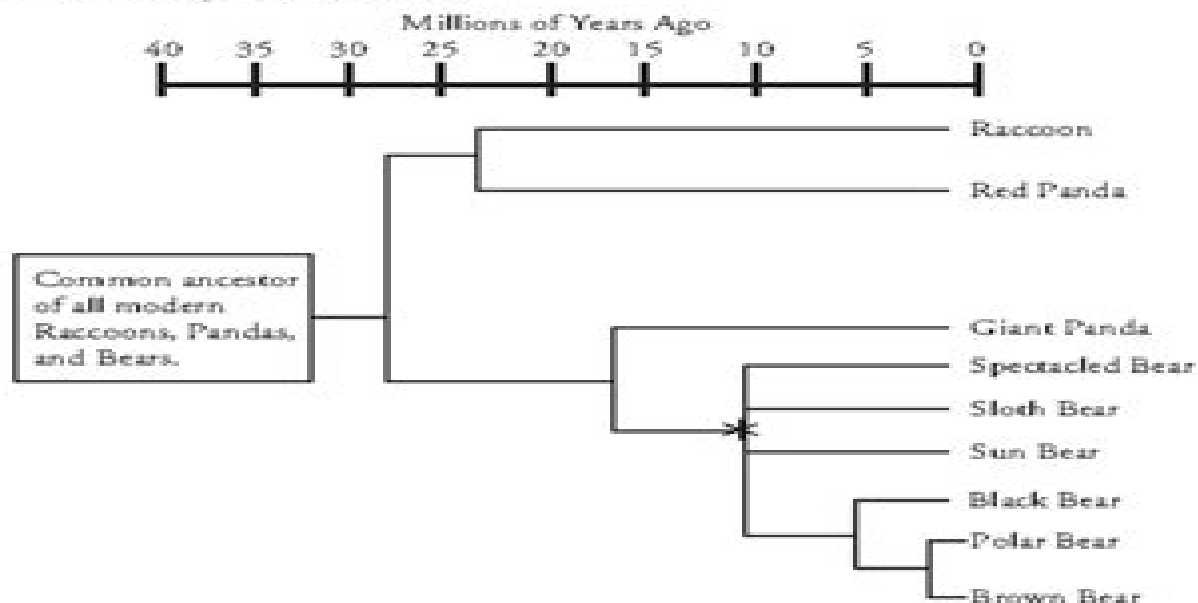 Millions of Years Ago
40 35 30 25 20 15 10 5 0
Raccoon
Red Panda
Common ancestor
of all modern
Raccoons, Pandas,
and Bears.
Giant Panda
Spectacled Bear
Sloth Bear
Sun Bear
Black Bear
Polar Bear
Brown Bear